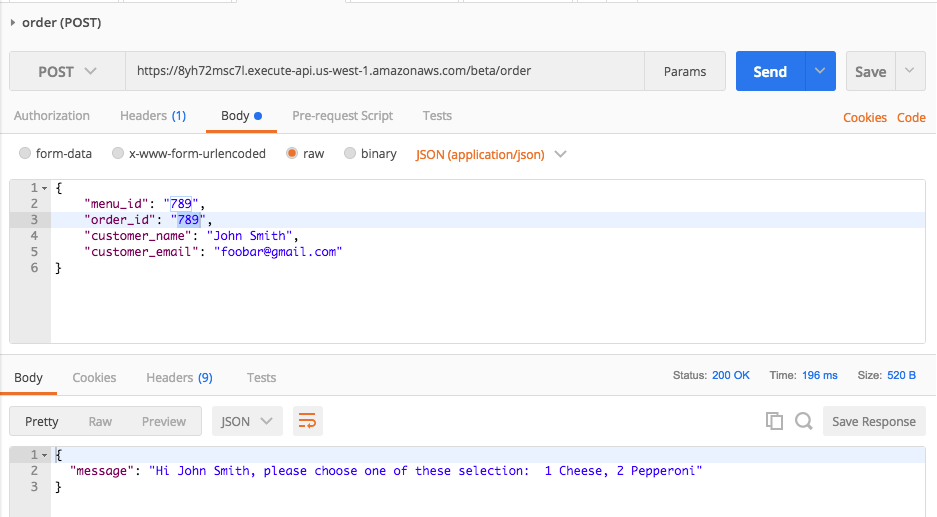 order (POST)
POST https://8yh72msc7l.execute-api.us-west-1.amazonaws.com/beta/order Params Send Save
Authorization Headers (1) Body Pre-request Script Tests Cookies Code
form-data x-www-form-urlencoded raw binary JSON (application/json)
1 {
2 "menu_id": "789",
3 "order_id": "789",
4 "customer_name": "John Smith",
5 "customer_email": "foobar@gmail.com"
6 }
Body Cookies Headers (9) Tests Status: 200 OK Time: 196 ms Size: 520 B
Pretty Raw Preview JSON Save Response
1 {
2 "message": "Hi John Smith, please choose one of these selection:  1 Cheese, 2 Pepperoni"
3 }